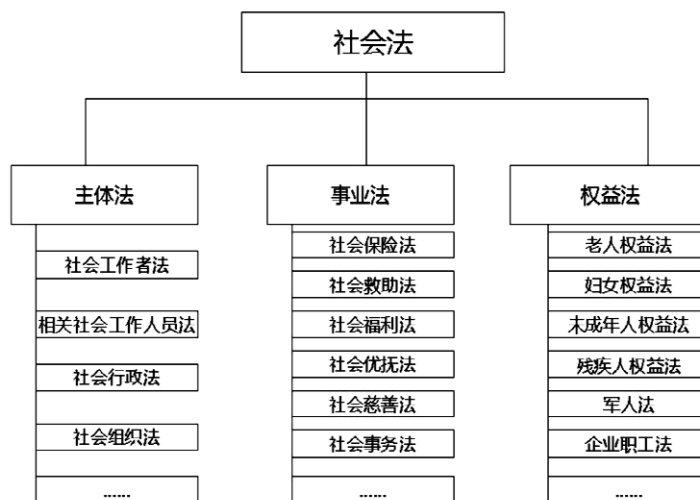 社会法
主体法
社会工作者法
相关社会工作人员法
社会行政法
社会组织法
......
事业法
社会保险法
社会救助法
社会福利法
社会优抚法
社会慈善法
社会事务法
......
权益法
老人权益法
妇女权益法
未成年人权益法
残疾人权益法
军人法
企业职工法
......